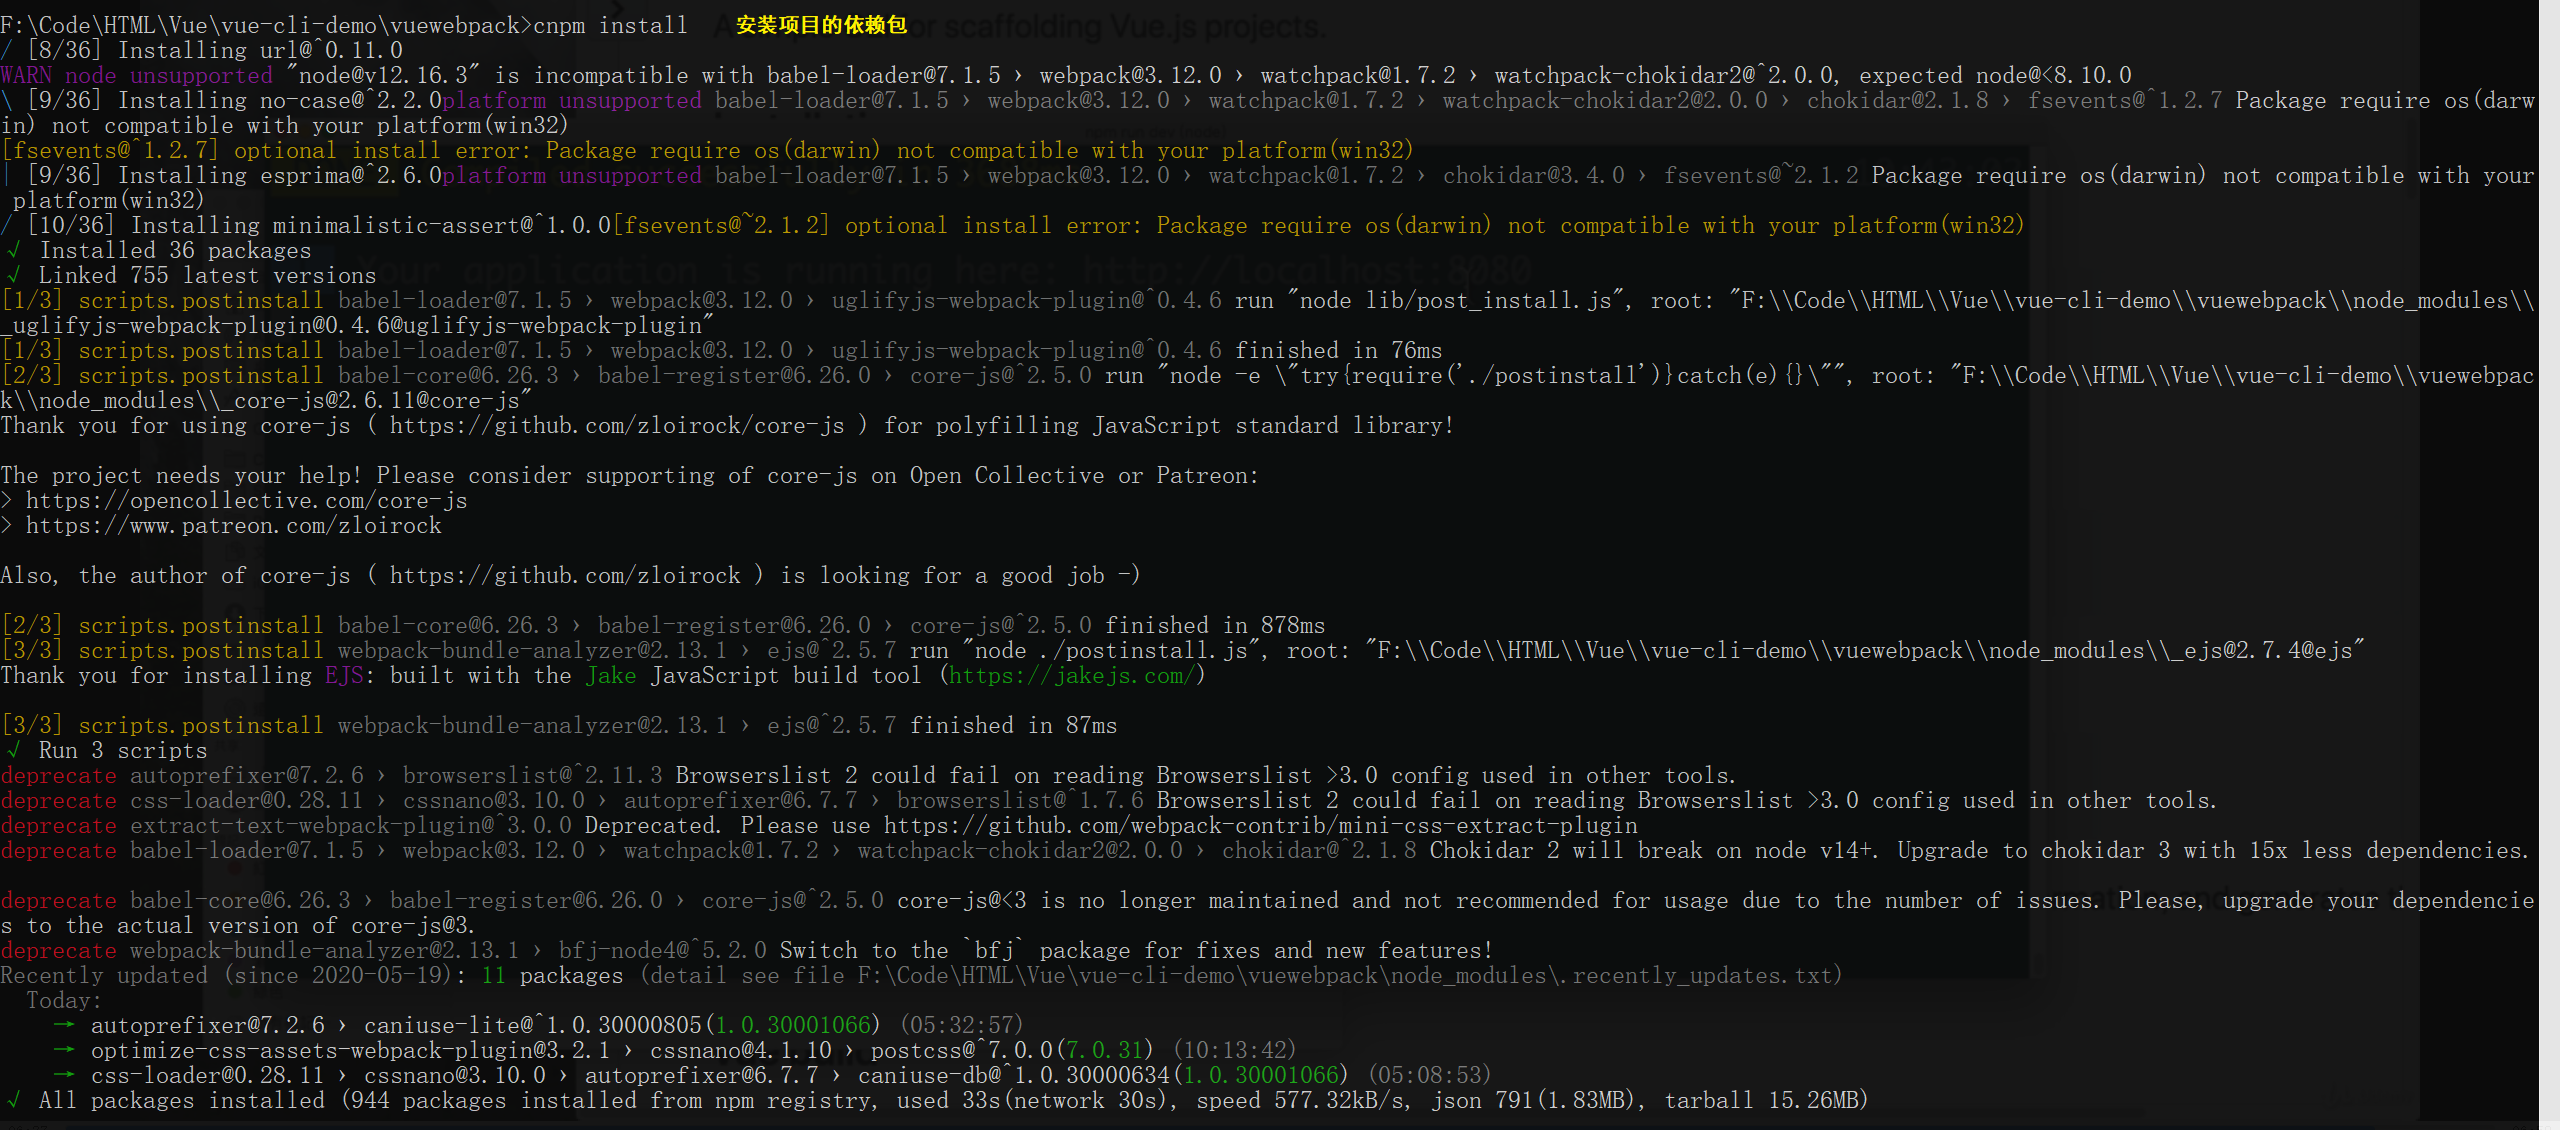 F:\Code\HTML\Vue\vue-cli-demo\vuewebpack>cnpm install 安装项目的依赖包
for scaffolding Vue.js projects.
/ [8/36] Installing url@^0.11.0
WARN node unsupported "node@v12.16.3" is incompatible with babel-loader@7.1.5 › webpack@3.12.0 › watchpack@1.7.2 › watchpack-chokidar2@^2.0.0, expected node@<8.10.0
\ [9/36] Installing no-case@^2.2.0platform unsupported babel-loader@7.1.5 › webpack@3.12.0 › watchpack@1.7.2 › watchpack-chokidar2@2.0.0 › chokidar@2.1.8 › fsevents@^1.2.7 Package require os(darw
in) not compatible with your platform(win32)
[fsevents@^1.2.7] optional install error: Package require os(darwin) not compatible with your platform(win32)
| [9/36] Installing esprima@^2.6.0platform unsupported babel-loader@7.1.5 › webpack@3.12.0 › watchpack@1.7.2 › chokidar@3.4.0 › fsevents@~2.1.2 Package require os(darwin) not compatible with your
platform(win32)
/ [10/36] Installing minimalistic-assert@^1.0.0[fsevents@~2.1.2] optional install error: Package require os(darwin) not compatible with your platform(win32)
√ Installed 36 packages
√ Linked 755 latest versions
Your application is running here: http://localhost:8080
[1/3] scripts.postinstall babel-loader@7.1.5 › webpack@3.12.0 › uglifyjs-webpack-plugin@^0.4.6 run "node lib/post_install.js", root: "F:\\Code\\HTML\\Vue\\vue-cli-demo\\vuewebpack\\node_modules\\
_uglifyjs-webpack-plugin@0.4.6@uglifyjs-webpack-plugin"
[1/3] scripts.postinstall babel-loader@7.1.5 › webpack@3.12.0 › uglifyjs-webpack-plugin@^0.4.6 finished in 76ms
[2/3] scripts.postinstall babel-core@6.26.3 › babel-register@6.26.0 › core-js@^2.5.0 run "node -e \"try{require('./postinstall')}catch(e){}\"", root: "F:\\Code\\HTML\\Vue\\vue-cli-demo\\vuewebpac
k\\node_modules\\_core-js@2.6.11@core-js"
Thank you for using core-js ( https://github.com/zloirock/core-js ) for polyfilling JavaScript standard library!
The project needs your help! Please consider supporting of core-js on Open Collective or Patreon:
> https://opencollective.com/core-js
> https://www.patreon.com/zloirock
Also, the author of core-js ( https://github.com/zloirock ) is looking for a good job -)
[2/3] scripts.postinstall babel-core@6.26.3 › babel-register@6.26.0 › core-js@^2.5.0 finished in 878ms
[3/3] scripts.postinstall webpack-bundle-analyzer@2.13.1 › ejs@^2.5.7 run "node ./postinstall.js", root: "F:\\Code\\HTML\\Vue\\vue-cli-demo\\vuewebpack\\node_modules\\_ejs@2.7.4@ejs"
Thank you for installing EJS: built with the Jake JavaScript build tool (https://jakejs.com/)
[3/3] scripts.postinstall webpack-bundle-analyzer@2.13.1 › ejs@^2.5.7 finished in 87ms
√ Run 3 scripts
deprecate autoprefixer@7.2.6 › browserslist@^2.11.3 Browserslist 2 could fail on reading Browserslist >3.0 config used in other tools.
deprecate css-loader@0.28.11 › cssnano@3.10.0 › autoprefixer@6.7.7 › browserslist@^1.7.6 Browserslist 2 could fail on reading Browserslist >3.0 config used in other tools.
deprecate extract-text-webpack-plugin@^3.0.0 Deprecated. Please use https://github.com/webpack-contrib/mini-css-extract-plugin
deprecate babel-loader@7.1.5 › webpack@3.12.0 › watchpack@1.7.2 › watchpack-chokidar2@2.0.0 › chokidar@^2.1.8 Chokidar 2 will break on node v14+. Upgrade to chokidar 3 with 15x less dependencies.
deprecate babel-core@6.26.3 › babel-register@6.26.0 › core-js@^2.5.0 core-js@<3 is no longer maintained and not recommended for usage due to the number of issues. Please, upgrade your dependencie
s to the actual version of core-js@3.
deprecate webpack-bundle-analyzer@2.13.1 › bfj-node4@^5.2.0 Switch to the `bfj` package for fixes and new features!
Recently updated (since 2020-05-19): 11 packages (detail see file F:\Code\HTML\Vue\vue-cli-demo\vuewebpack\node_modules\.recently_updates.txt)
Today:
→ autoprefixer@7.2.6 › caniuse-lite@^1.0.30000805(1.0.30001066) (05:32:57)
→ optimize-css-assets-webpack-plugin@3.2.1 › cssnano@4.1.10 › postcss@^7.0.0(7.0.31) (10:13:42)
→ css-loader@0.28.11 › cssnano@3.10.0 › autoprefixer@6.7.7 › caniuse-db@^1.0.30000634(1.0.30001066) (05:08:53)
√ All packages installed (944 packages installed from npm registry, used 33s(network 30s), speed 577.32kB/s, json 791(1.83MB), tarball 15.26MB)